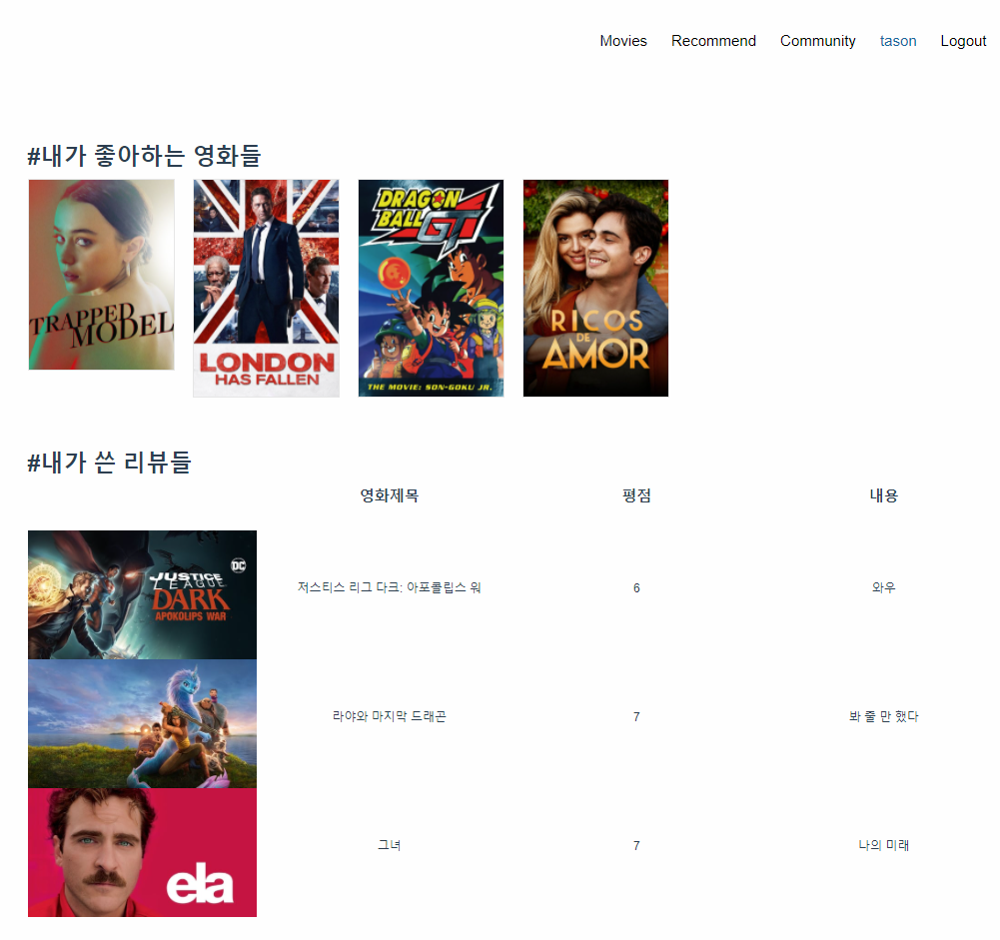 Movies Recommend Community tason Logout
#내가 좋아하는 영화들
TRAPPED
MODEL
LONDON
HAS FALLEN
DRAGON
BALL
GT
THE MOVIE: SON-GOKU JR.
RICOS
DE
AMOR
#내가 쓴 리뷰들
영화제목 평점 내용
DC
JUSTICE
LEAGUE
DARK
APOKOLIPS WAR
저스티스 리그 다크: 아포콜립스 워 6 와우
라야와 마지막 드래곤 7 봐 줄 만 했다
ela
그녀 7 나의 미래